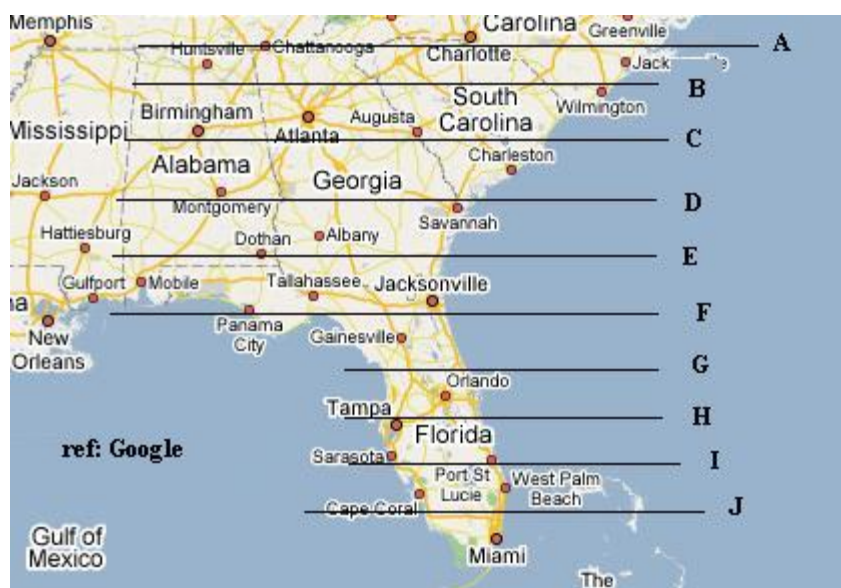 Memphis
Carolina
Greenville
Huntsville
Chattanooga
Charlotte
A
Jack
B
South
Carolina
Wilmington
Birmingham
Atlanta
Augusta
C
Mississippi
Alabama
Charleston
Jackson
Georgia
Montgomery
D
Savannah
Hattiesburg
Dothan
Albany
E
Gulfport
Mobile
Tallahassee
Jacksonville
na
F
New
Orleans
Panama
City
Gainesville
G
Orlando
Tampa
H
Florida
ref: Google
Sarasota
I
Port St
Lucie
West Palm
Beach
Cape Coral
J
Gulf of
Mexico
Miami
The